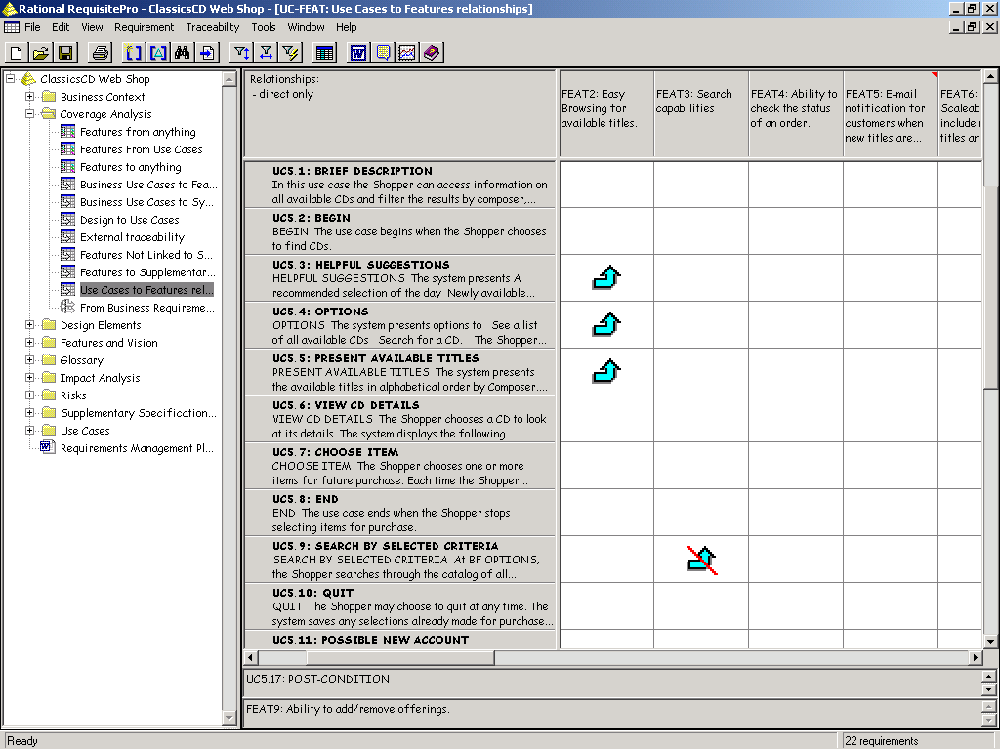 Rational RequisitePro - ClassicsCD Web Shop - [UC-FEAT: Use Cases to Features relationships]
File Edit View Requirement Traceability Tools Window Help
ClassicsCD Web Shop
Business Context
Coverage Analysis
Features from anything
Features From Use Cases
Features to anything
Business Use Cases to Fea...
Business Use Cases to Sy...
Design to Use Cases
External traceability
Features Not Linked to S...
Features to Supplementar...
Use Cases to Features rel...
From Business Requireme...
Design Elements
Features and Vision
Glossary
Impact Analysis
Risks
Supplementary Specification...
Use Cases
Requirements Management Pl...
Relationships:
- direct only
FEAT2: Easy
Browsing for
available titles.
FEAT3: Search
capabilities
FEAT4: Ability to
check the status
of an order.
FEAT5: E-mail
notification for
customers when
new titles are...
FEAT6:
Scaleab
include
titles an
UC5.1: BRIEF DESCRIPTION
In this use case the Shopper can access information on
all available CDs and filter the results by composer,...
UC5.2: BEGIN
BEGIN The use case begins when the Shopper chooses
to find CDs.
UC5.3: HELPFUL SUGGESTIONS
HELPFUL SUGGESTIONS The system presents A
recommended selection of the day Newly available...
UC5.4: OPTIONS
OPTIONS The system presents options to See a list
of all available CDs Search for a CD. The Shopper...
UC5.5: PRESENT AVAILABLE TITLES
PRESENT AVAILABLE TITLES The system presents
the available titles in alphabetical order by Composer....
UC5.6: VIEW CD DETAILS
VIEW CD DETAILS The Shopper chooses a CD to look
at its details. The system displays the following...
UC5.7: CHOOSE ITEM
CHOOSE ITEM The Shopper chooses one or more
items for future purchase. Each time the Shopper...
UC5.8: END
END The use case ends when the Shopper stops
selecting items for purchase.
UC5.9: SEARCH BY SELECTED CRITERIA
SEARCH BY SELECTED CRITERIA At BF OPTIONS,
the Shopper searches through the catalog of all...
UC5.10: QUIT
QUIT The Shopper may choose to quit at any time. The
system saves any selections already made for purchase...
UC5.11: POSSIBLE NEW ACCOUNT
UC5.17: POST-CONDITION
FEAT9: Ability to add/remove offerings.
Ready
22 requirements